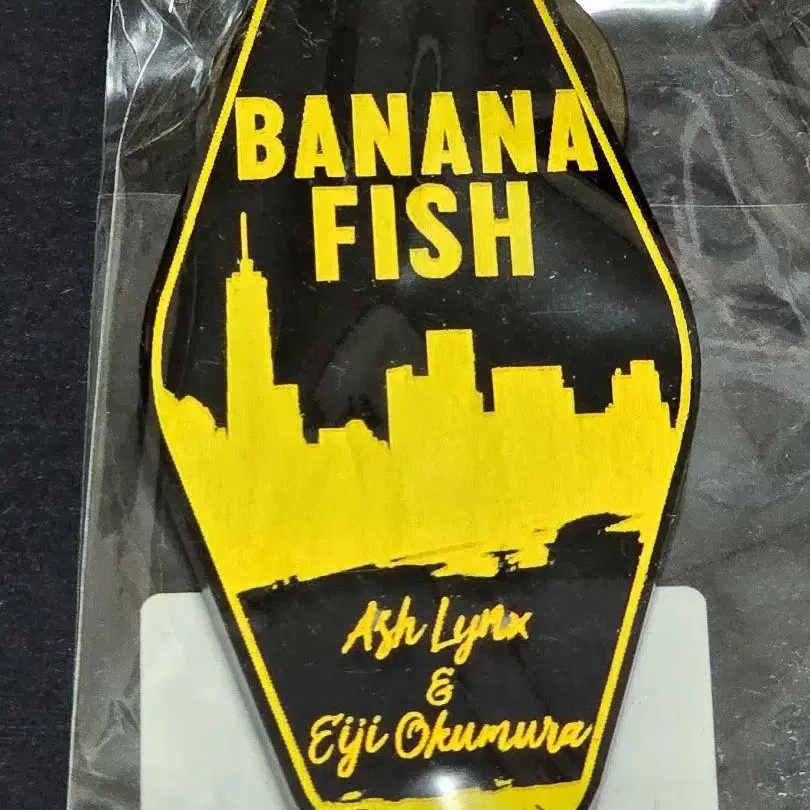 BANANA
FISH
Ash Lynx
&
Eiji Okumura